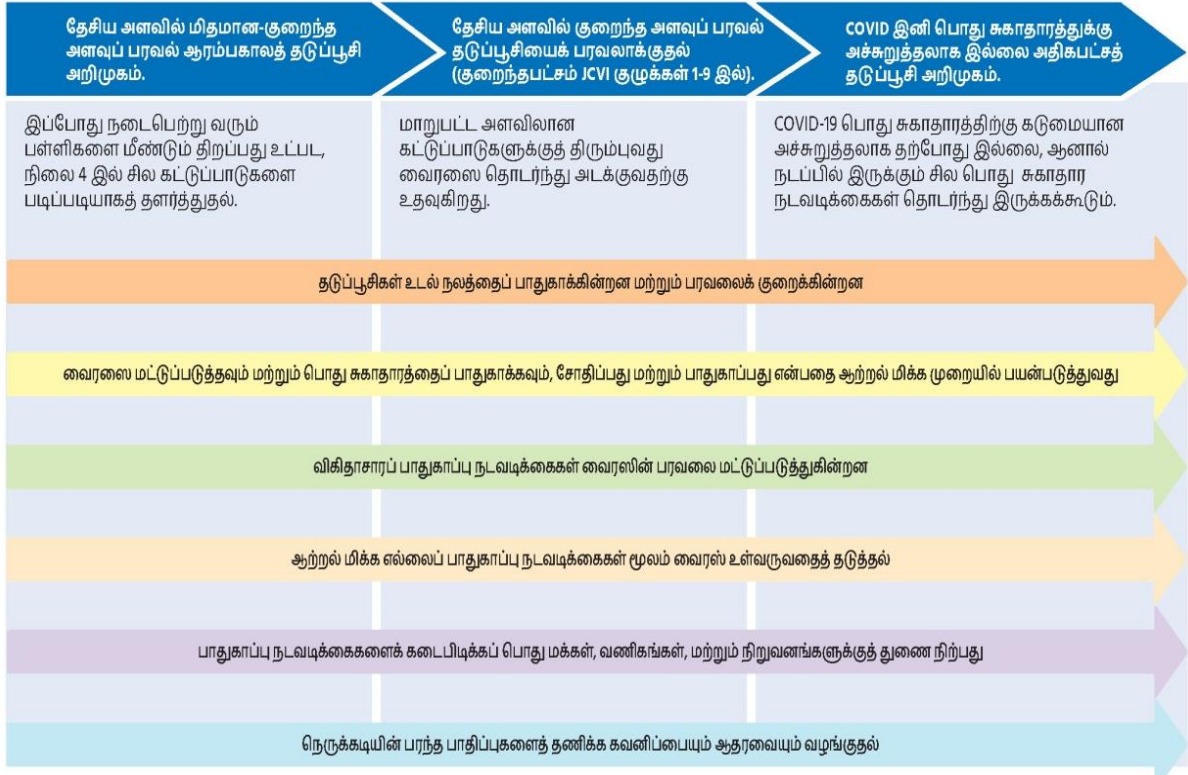 தேசிய அளவில் மிதமான-குறைந்த
அளவுப் பரவல் ஆரம்பகாலத் தடுப்பூசி
அறிமுகம்.
தேசிய அளவில் குறைந்த அளவுப் பரவல்
தடுப்பூசியைக் பரவலாக்குதல்
(குறைந்தபட்சம் JCVI குழுக்கள் 1-9 இல்).
COVID இனி பொது சுகாதாரத்துக்கு
அச்சுறுத்தலாக இல்லை அதிகபட்சத்
தடுப்பூசி அறிமுகம்.
இப்போது நடைபெற்று வரும்
பள்ளிகளை மீண்டும் திறப்பது உட்பட,
நிலை 4 இல் சில கட்டுப்பாடுகளை
படிப்படியாகத் தளர்த்துதல்.
மாறுபட்ட அளவிலான
கட்டுப்பாடுகளுக்குத் திரும்புவது
வைரஸை தொடர்ந்து அடக்குவதற்கு
உதவுகிறது.
COVID-19 பொது சுகாதாரத்திற்கு கடுமையான
அச்சுறுத்தலாக தற்போது இல்லை, ஆனால்
நடப்பில் இருக்கும் சில பொது சுகாதார
நடவடிக்கைகள் தொடர்ந்து இருக்கக்கூடும்.
தடுப்பூசிகள் உடல் நலத்தைப் பாதுகாக்கின்றன மற்றும் பரவலைக் குறைக்கின்றன
வைரஸை மட்டுப்படுத்தவும் மற்றும் பொது சுகாதாரத்தைப் பாதுகாக்கவும், சோதிப்பது மற்றும் பாதுகாப்பது என்பதை ஆற்றல் மிக்க முறையில் பயன்படுத்துவது
விகிதாசாரப் பாதுகாப்பு நடவடிக்கைகள் வைரஸின் பரவலை மட்டுப்படுத்துகின்றன
ஆற்றல் மிக்க எல்லைப் பாதுகாப்பு நடவடிக்கைகள் மூலம் வைரஸ் உள்வருவதைத் தடுத்தல்
பாதுகாப்பு நடவடிக்கைகளைக் கடைபிடிக்கப் பொது மக்கள், வணிகங்கள், மற்றும் நிறுவனங்களுக்குத் துணை நிற்பது
நெருக்கடியின் பரந்த பாதிப்புகளைத் தணிக்க கவனிப்பையும் ஆதரவையும் வழங்குதல்